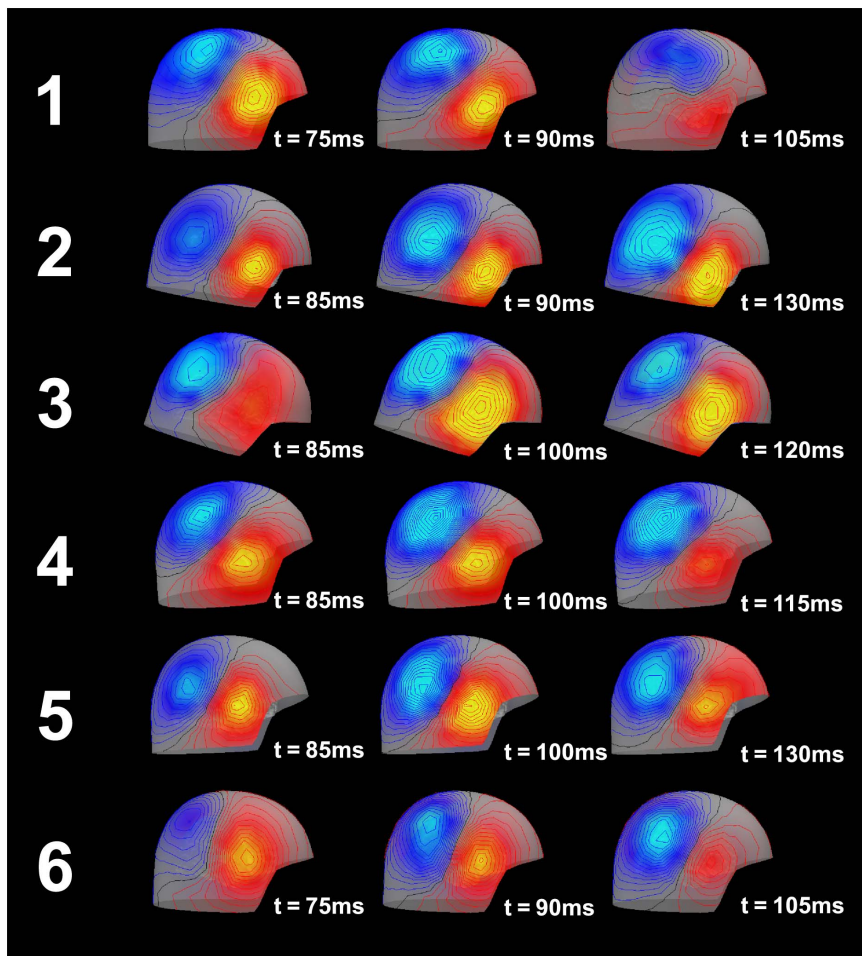 1
t = 75ms
t = 90ms
t = 105ms
2
t = 85ms
t = 90ms
t = 130ms
3
t = 85ms
t = 100ms
t = 120ms
4
t = 85ms
t = 100ms
t = 115ms
5
t = 85ms
t = 100ms
t = 130ms
6
t = 75ms
t = 90ms
t = 105ms